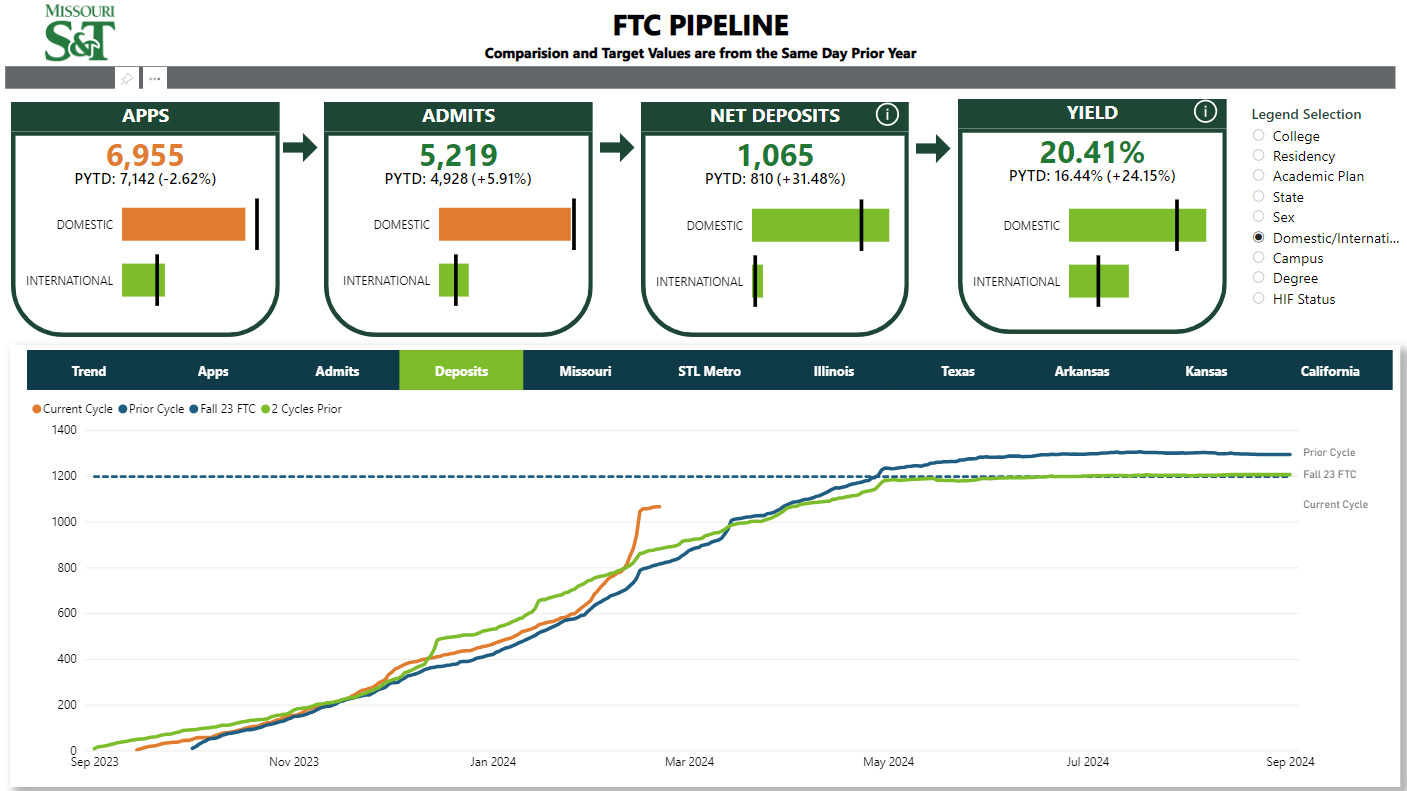 MISSOURI
S&T
FTC PIPELINE
Comparision and Target Values are from the Same Day Prior Year
APPS
6,955
PYTD: 7,142 (-2.62%)
DOMESTIC
INTERNATIONAL
ADMITS
5,219
PYTD: 4,928 (+5.91%)
DOMESTIC
INTERNATIONAL
NET DEPOSITS
1,065
PYTD: 810 (+31.48%)
DOMESTIC
INTERNATIONAL
YIELD
20.41%
PYTD: 16.44% (+24.15%)
DOMESTIC
INTERNATIONAL
Legend Selection
College
Residency
Academic Plan
State
Sex
Domestic/Internati...
Campus
Degree
HIF Status
Trend Apps Admits Deposits Missouri STL Metro Illinois Texas Arkansas Kansas California
Current Cycle Prior Cycle Fall 23 FTC 2 Cycles Prior
1400
1200
1000
800
600
400
200
0
Prior Cycle
Fall 23 FTC
Current Cycle
Sep 2023 Nov 2023 Jan 2024 Mar 2024 May 2024 Jul 2024 Sep 2024